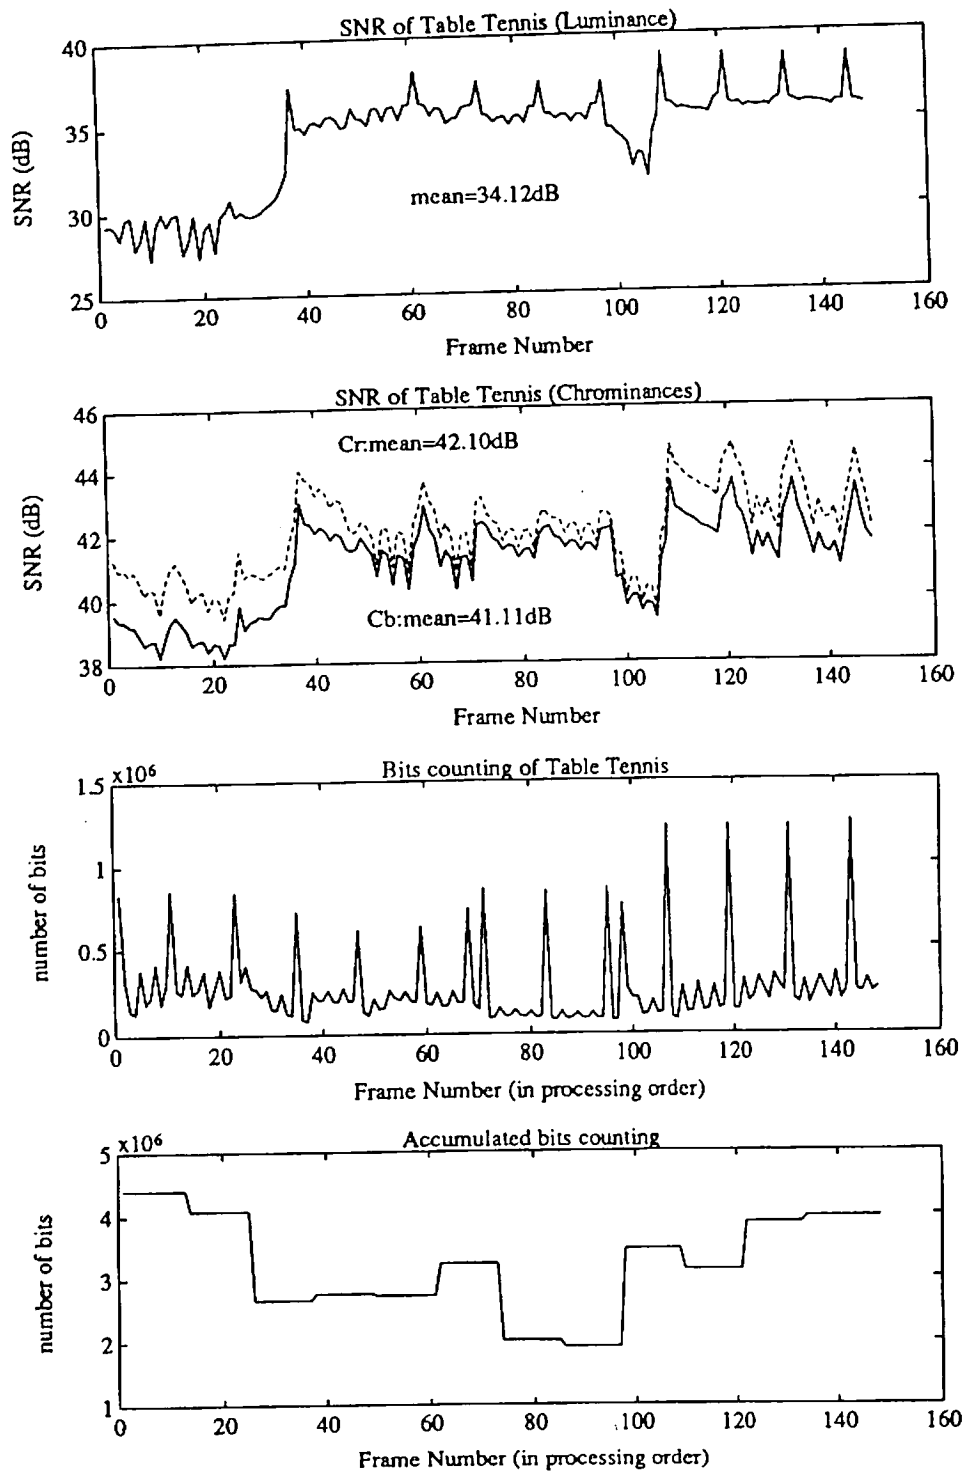 SNR of Table Tennis (Luminance)
40
35
30
25
SNR (dB)
mean=34.12dB
0 20 40 60 80 100 120 140 160
Frame Number
SNR of Table Tennis (Chrominances)
46
44
42
40
38
SNR (dB)
Cr:mean=42.10dB
Cb:mean=41.11dB
0 20 40 60 80 100 120 140 160
Frame Number
x10^6
Bits counting of Table Tennis
1.5
1
0.5
0
number of bits
0 20 40 60 80 100 120 140 160
Frame Number (in processing order)
x10^6
Accumulated bits counting
5
4
3
2
1
number of bits
0 20 40 60 80 100 120 140 160
Frame Number (in processing order)